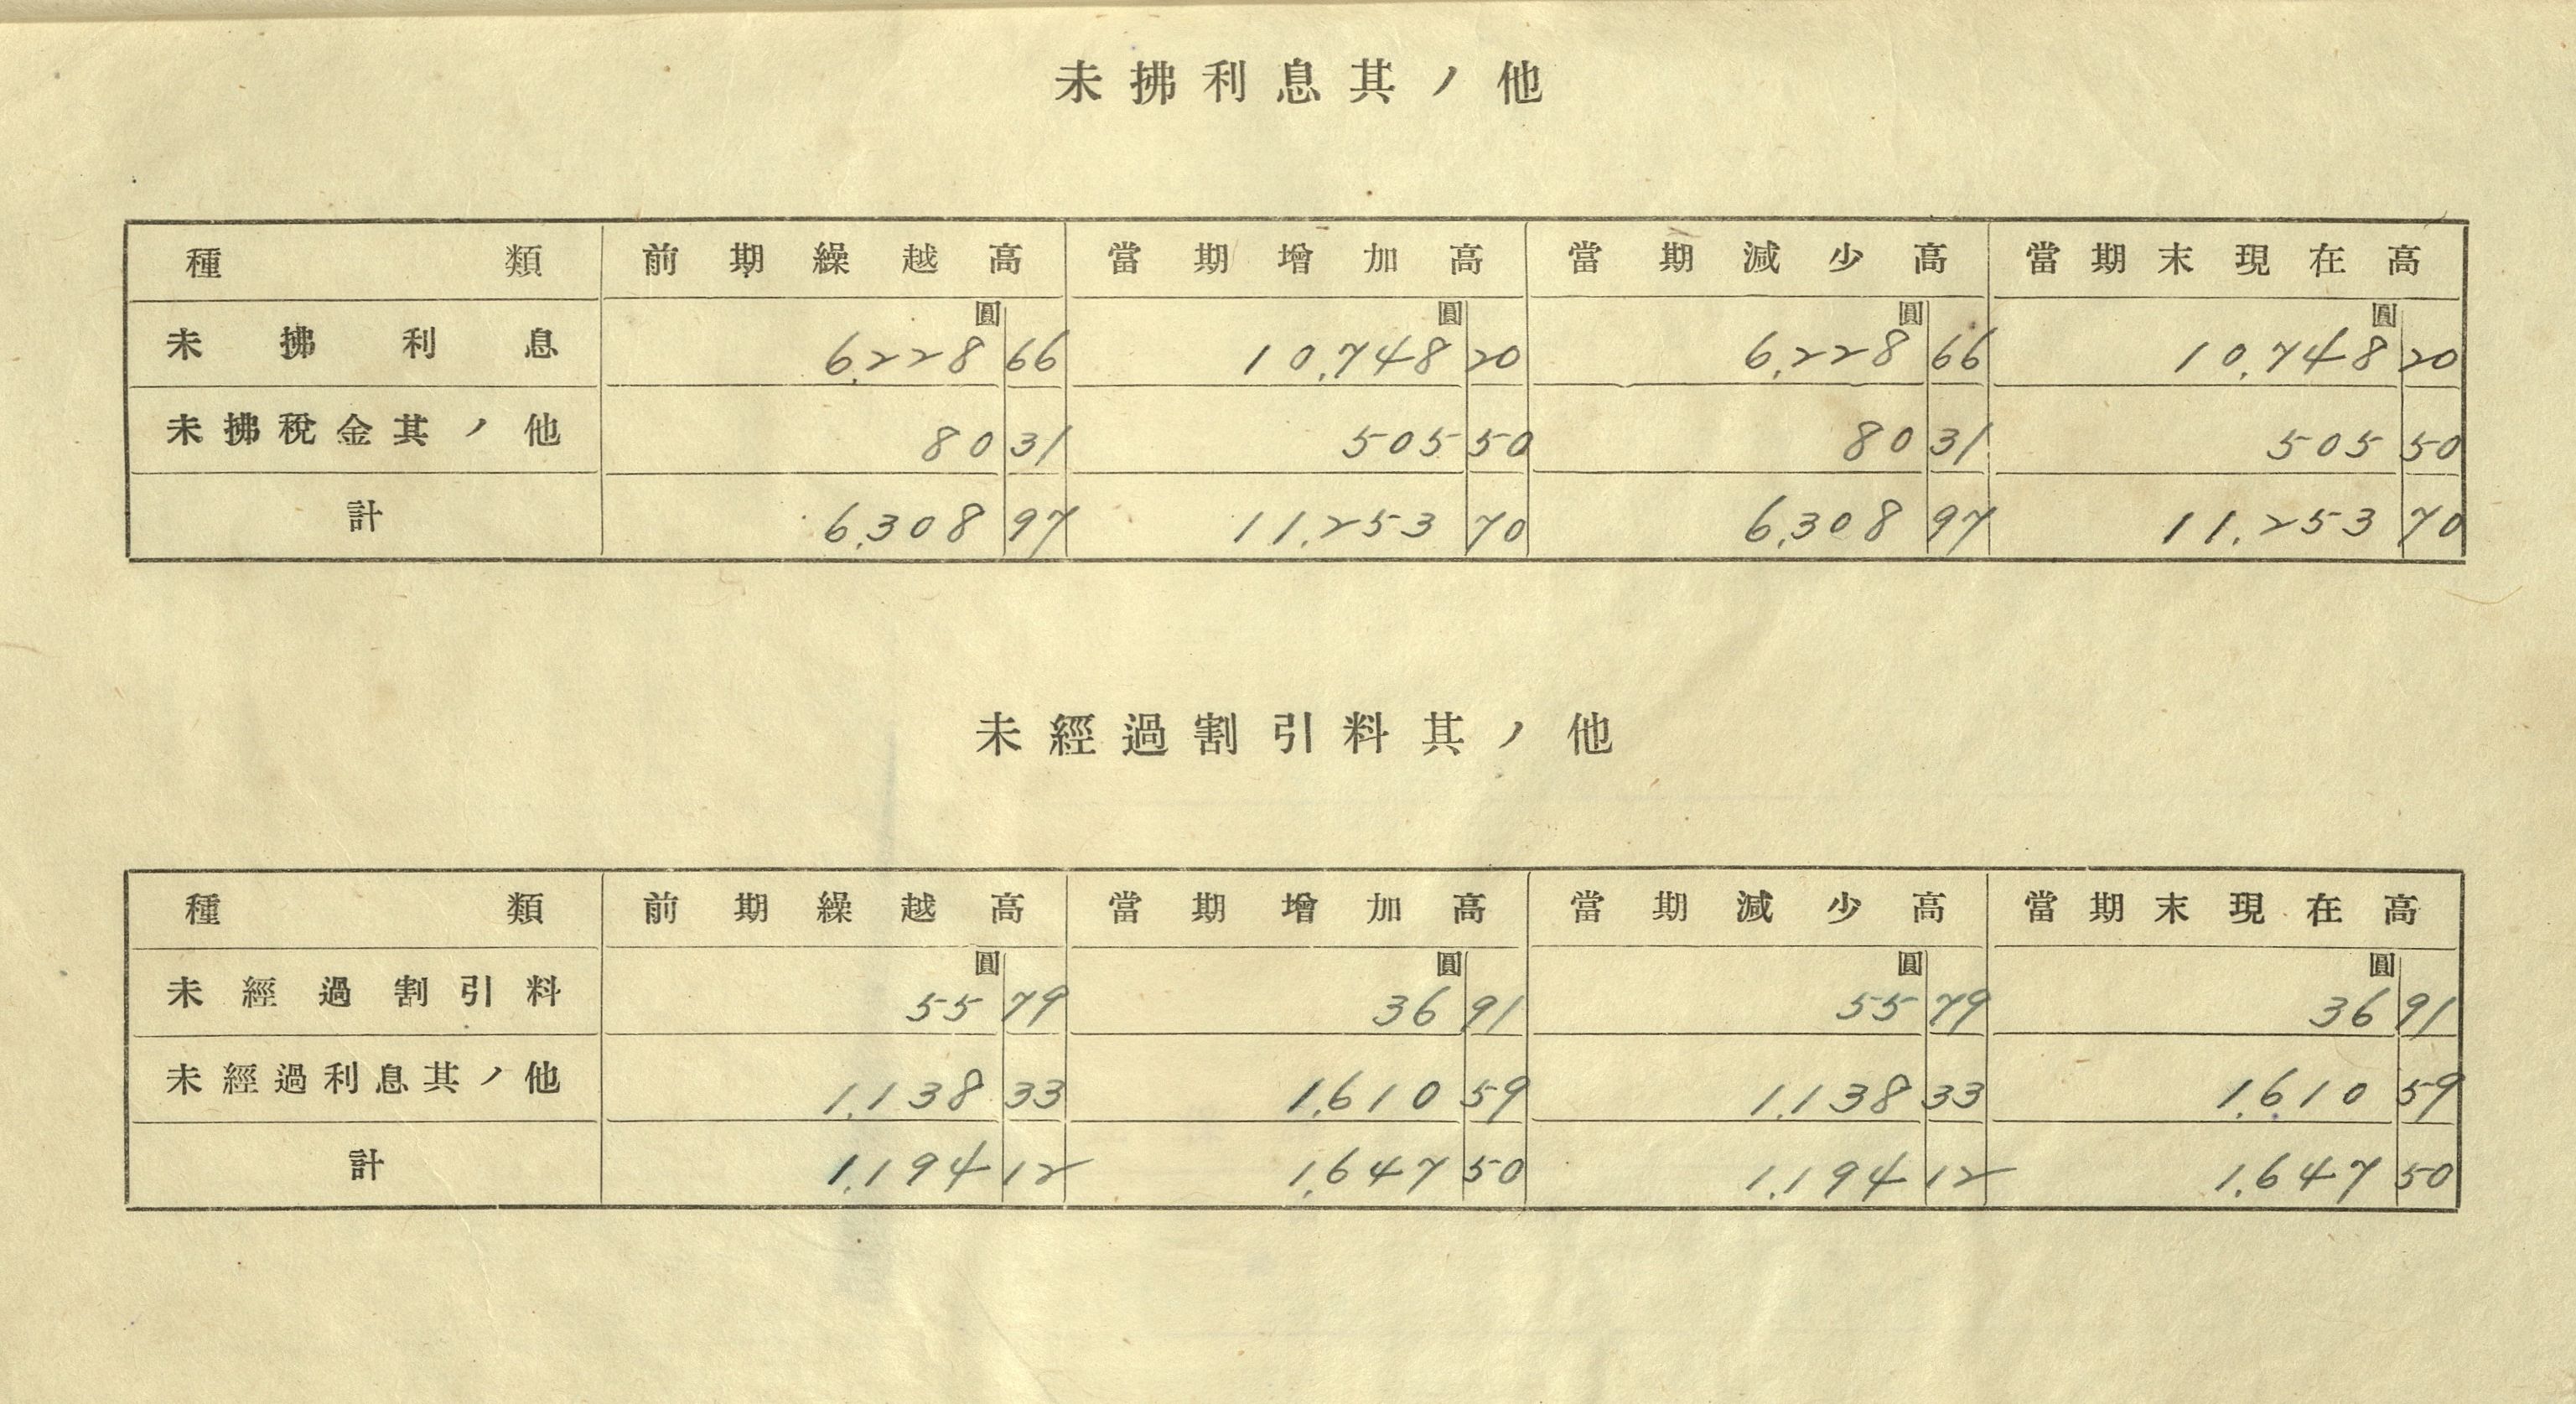 未拂利息其ノ他
種類 前期繰越高 當期增加高 當期減少高 當期末現在高
圓 圓 圓 圓
未拂利息 6,228 66 10,748 20 6,228 66 10,748 20
未拂稅金其ノ他 80 31 505 50 80 31 505 50
計 6,308 97 11,253 70 6,308 97 11,253 70
未經過割引料其ノ他
種類 前期繰越高 當期增加高 當期減少高 當期末現在高
圓 圓 圓 圓
未經過割引料 55 79 36 91 55 79 36 91
未經過利息其ノ他 1,138 33 1,610 59 1,138 33 1,610 59
計 1,194 12 1,647 50 1,194 12 1,647 50